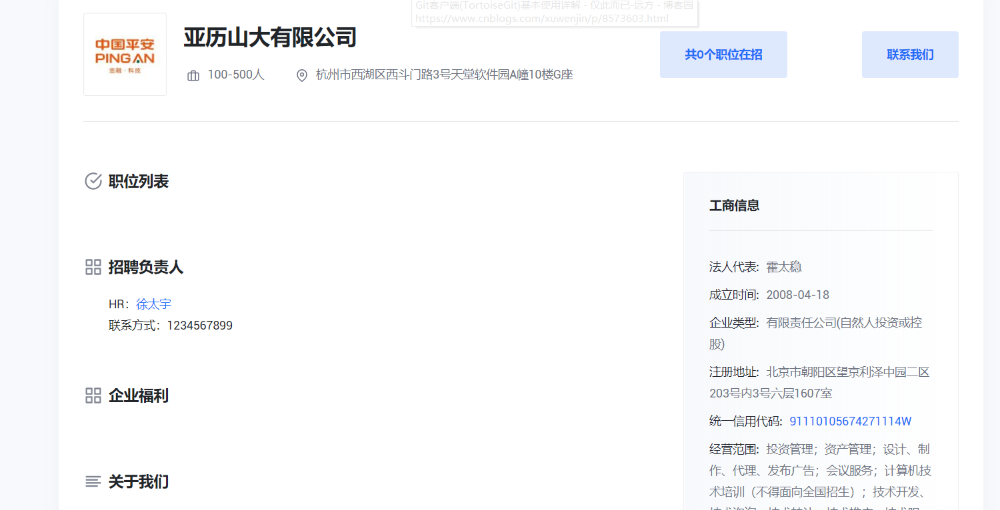 Git客户端(TortoiseGit)基本使用详解 - 仅此而已-远方 - 博客园
https://www.cnblogs.com/xuwenjin/p/8573603.html
中国平安
PINGAN
金融·科技
亚历山大有限公司
100-500人
杭州市西湖区西斗门路3号天堂软件园A幢10楼G座
共0个职位在招
联系我们
职位列表
招聘负责人
HR：徐太宇
联系方式：1234567899
企业福利
关于我们
工商信息
法人代表: 霍太稳
成立时间: 2008-04-18
企业类型: 有限责任公司(自然人投资或控
股)
注册地址: 北京市朝阳区望京利泽中园二区
203号内3号六层1607室
统一信用代码: 91110105674271114W
经营范围: 投资管理；资产管理；设计、制
作、代理、发布广告；会议服务；计算机技
术培训（不得面向全国招生）；技术开发、